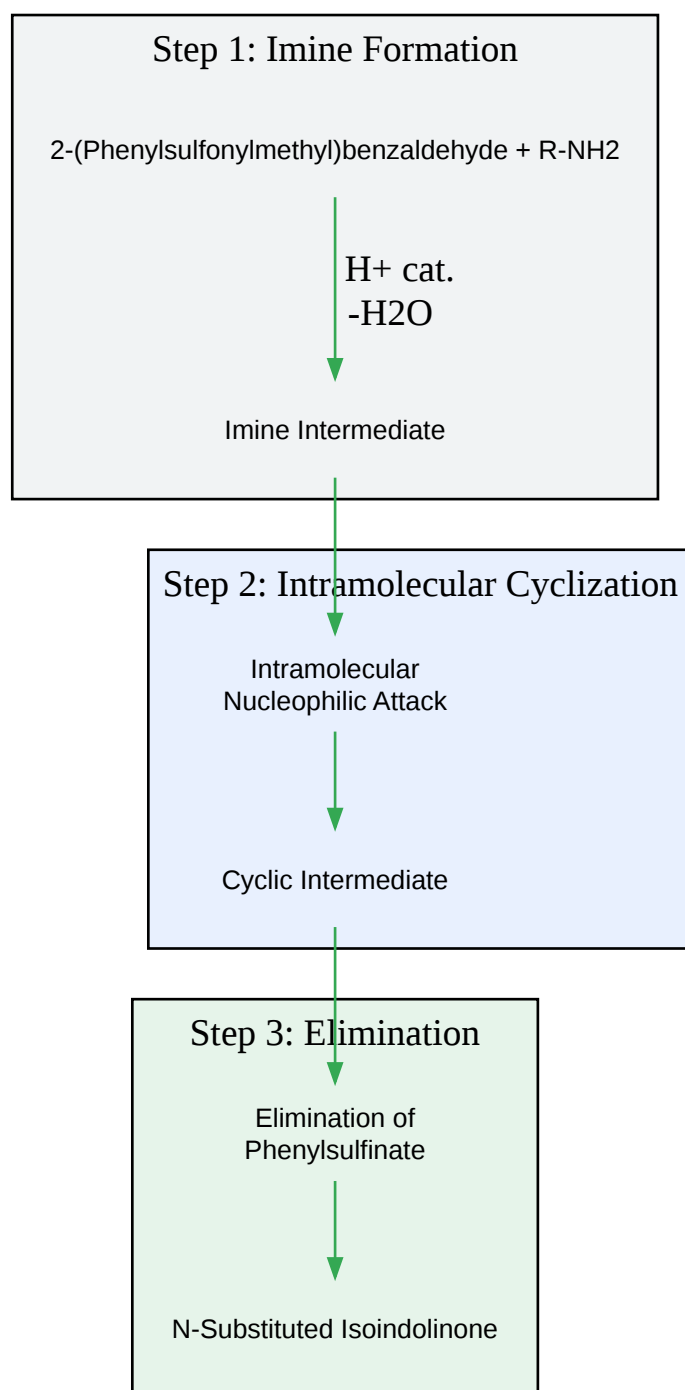 Step 1: Imine Formation
2-(Phenylsulfonylmethyl)benzaldehyde + R-NH2
H+ cat.
-H2O
Imine Intermediate
Step 2: Intramolecular Cyclization
Intramolecular
Nucleophilic Attack
Cyclic Intermediate
Step 3: Elimination
Elimination of
Phenylsulfinate
N-Substituted Isoindolinone